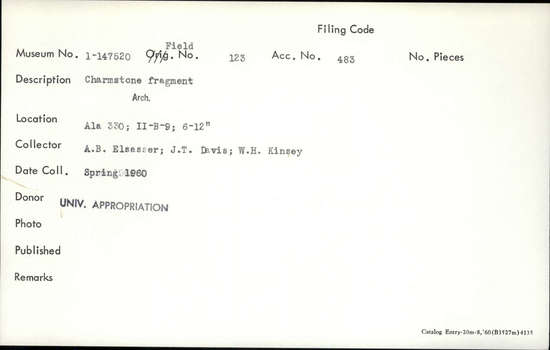 Filing Code
Field
Museum No. 1-147520 Orig. No. 123 Acc. No. 483 No. Pieces
Description Charmstone fragment
Arch.
Location Ala 330; II-B-9; 6-12"
Collector A.B. Elsasser; J.T. Davis; W.H. Kinsey
Date Coll. Spring 1960
Donor UNIV. APPROPRIATION
Photo
Published
Remarks
Catalog Entry-20m-8,'60(B3927m)4139